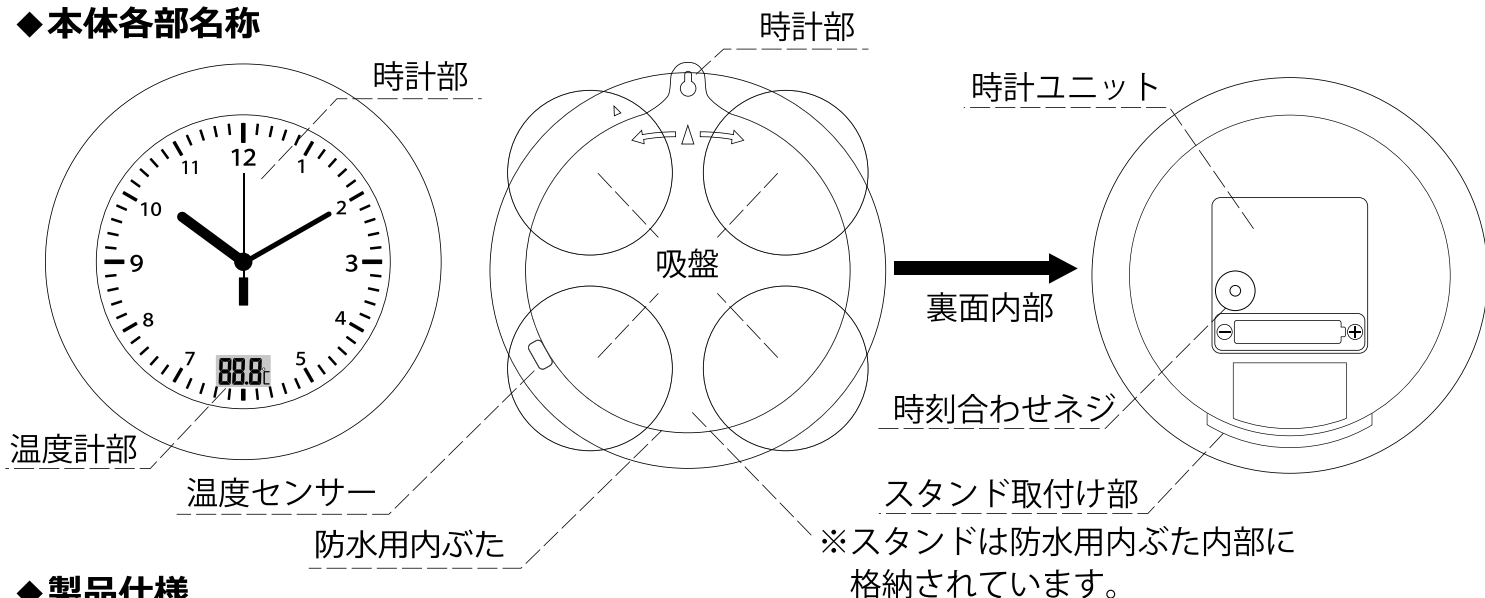 ◆本体各部名称
時計部
12
1
2
3
4
5
7
8
9
10
11
88.8℃
温度計部
時計部
吸盤
温度センサー
防水用内ぶた
裏面内部
時計ユニット
時刻合わせネジ
スタンド取付け部
※スタンドは防水用内ぶた内部に
格納されています。
◆製品仕様